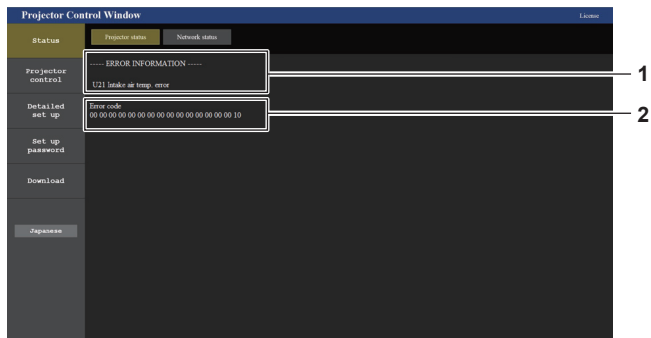 Projector Control Window
License
Status
Projector status
Network status
Projector
control
Detailed
set up
Set up
password
Download
Japanese
----- ERROR INFORMATION -----
U21 Intake air temp. error
Error code
00 00 00 00 00 00 00 00 00 00 00 00 00 00 00 10
1
2